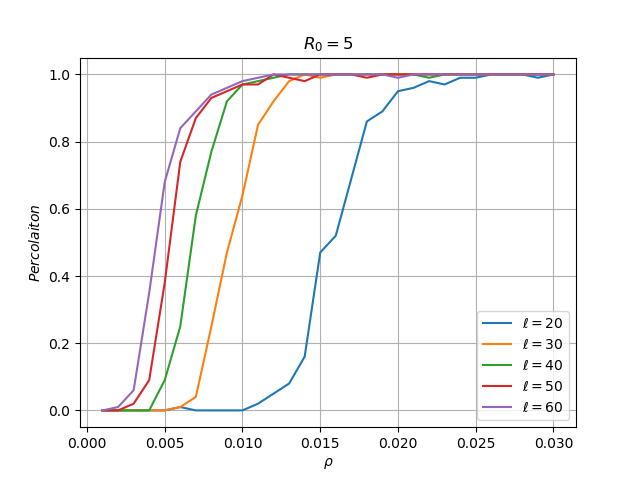 R₀ = 5
Percolaiton
1.0
0.8
0.6
0.4
0.2
0.0
0.000 0.005 0.010 0.015 0.020 0.025 0.030
ρ
ℓ = 20
ℓ = 30
ℓ = 40
ℓ = 50
ℓ = 60